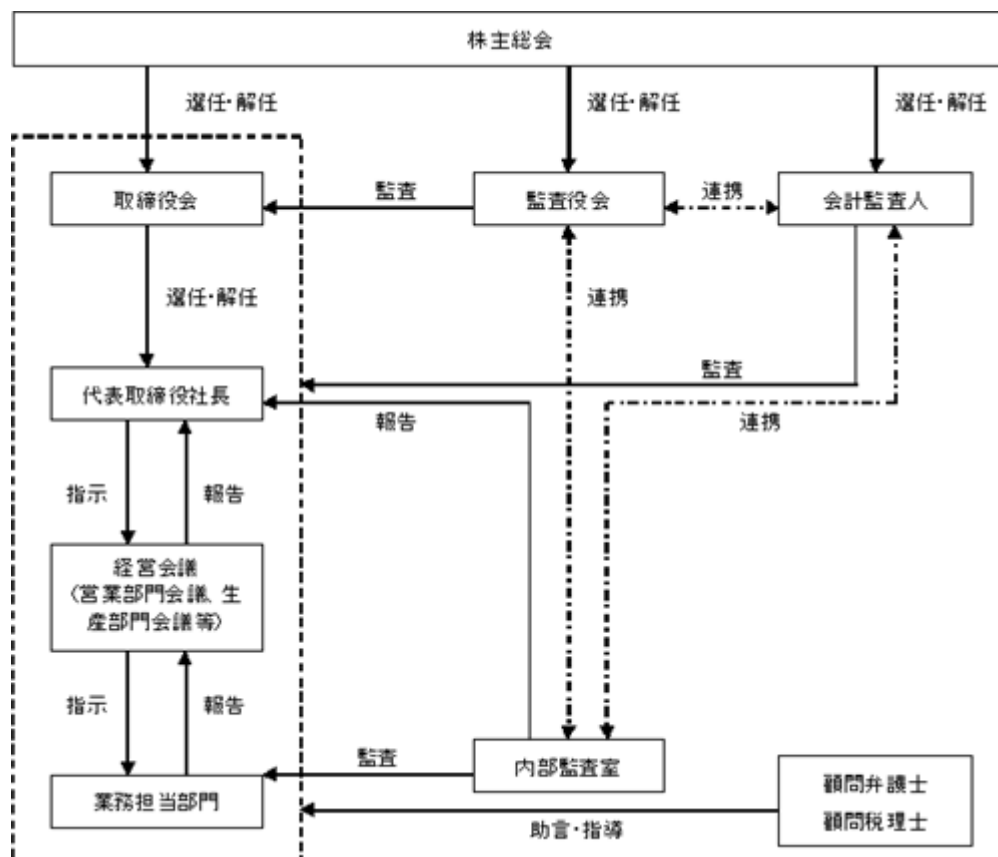 株主総会
選任・解任
選任・解任
選任・解任
取締役会
監査
監査役会
連携
会計監査人
選任・解任
連携
監査
代表取締役社長
報告
連携
指示
報告
経営会議
(営業部門会議、生
産部門会議等)
指示
報告
監査
内部監査室
業務担当部門
顧問弁護士
顧問税理士
助言・指導